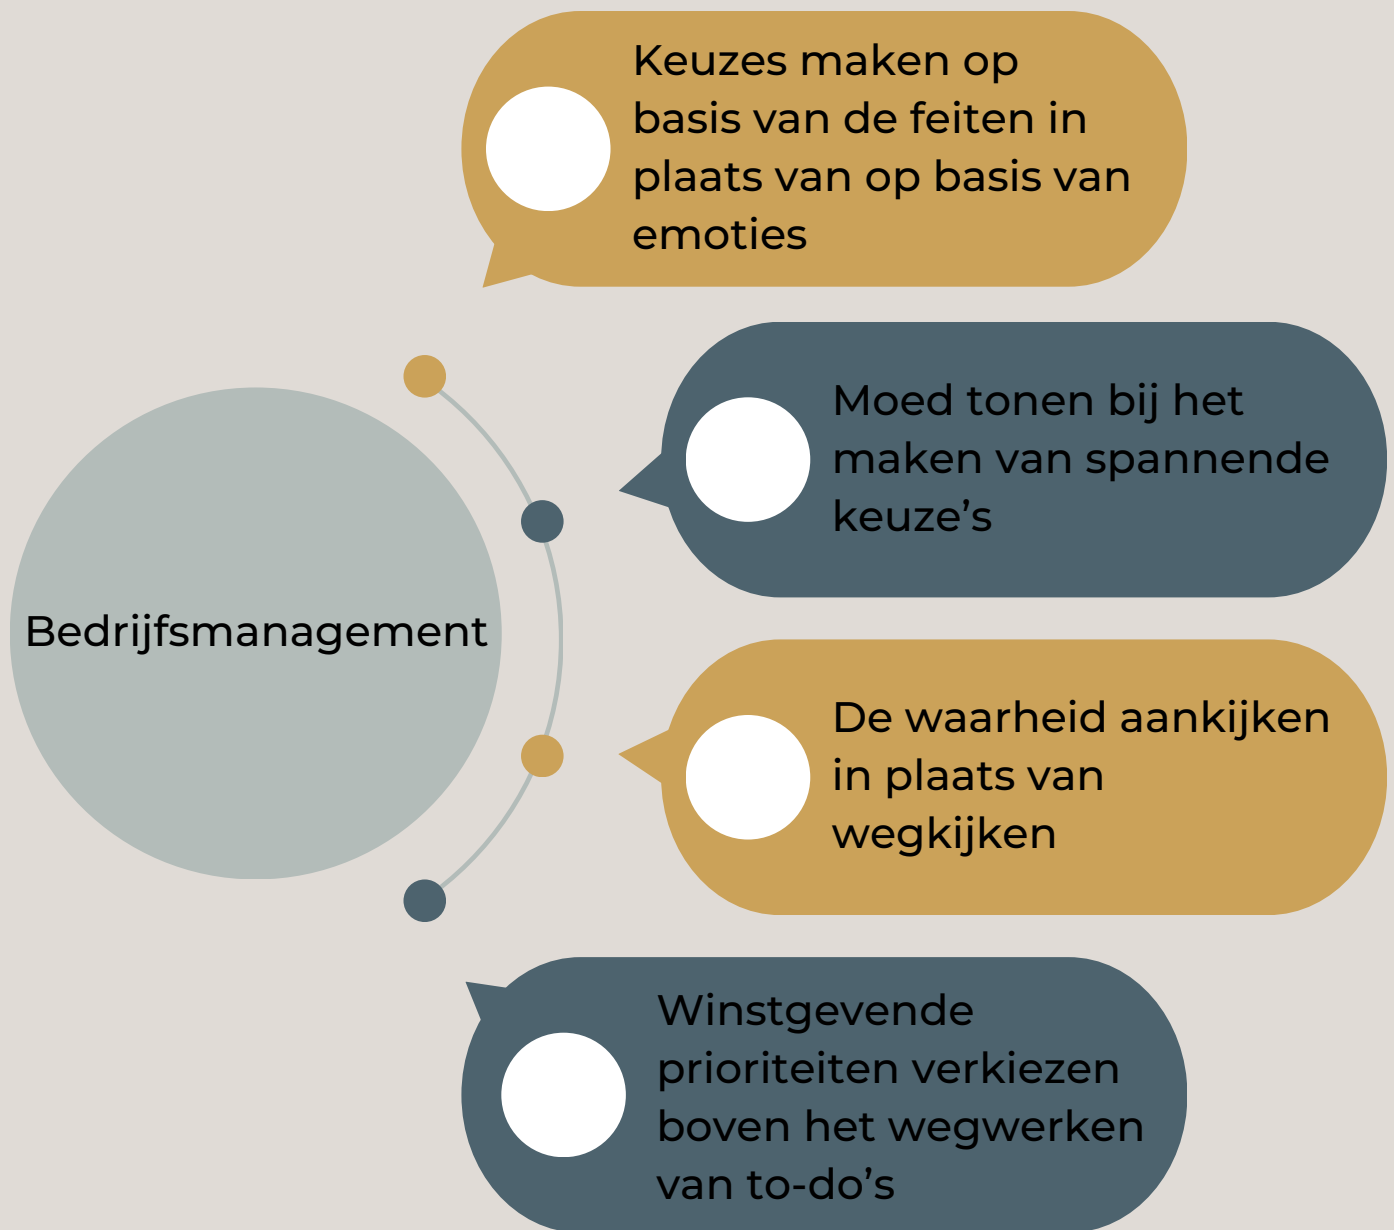 Keuzes maken op
basis van de feiten in
plaats van op basis van
emoties
Moed tonen bij het
maken van spannende
keuze’s
Bedrijfsmanagement
De waarheid aankijken
in plaats van
wegkijken
Winstgevende
prioriteiten verkiezen
boven het wegwerken
van to-do’s